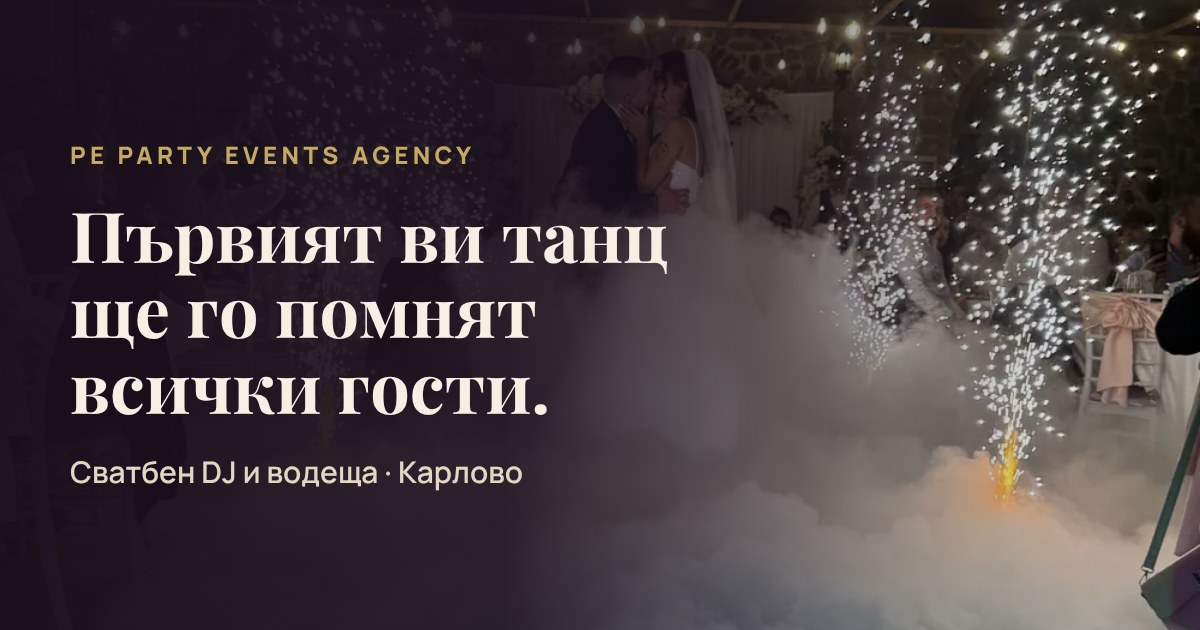 PE PARTY EVENTS AGENCY
Първият ви танц
ще го помнят
всички гости.
Сватбен DJ и водеща · Карлово